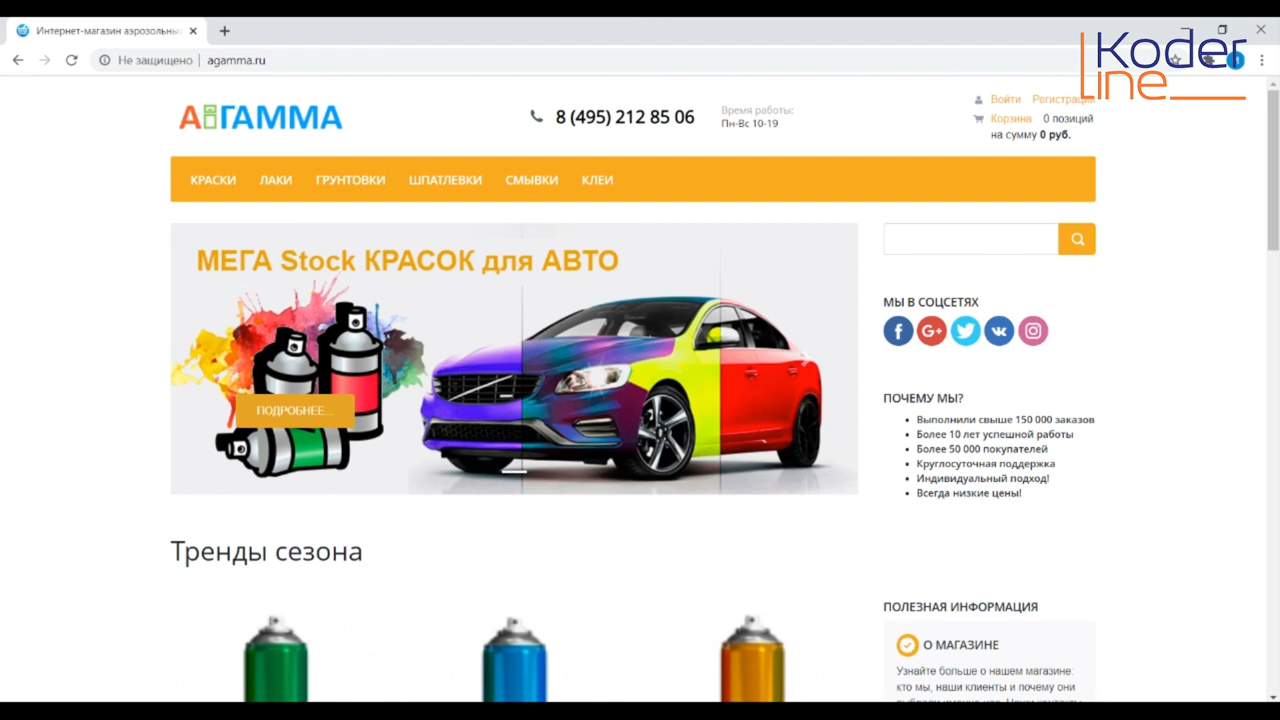 Интернет-магазин аэрозольны
Не защищено | agamma.ru
Koder
Line
АГАММА
8 (495) 212 85 06
Время работы:
Пн-Вс 10-19
Войти Регистрация
Корзина 0 позиций
на сумму 0 руб.
КРАСКИ ЛАКИ ГРУНТОВКИ ШПАТЛЕВКИ СМЫВКИ КЛЕИ
МЕГА Stock КРАСОК для АВТО
ПОДРОБНЕЕ...
МЫ В СОЦСЕТЯХ
ПОЧЕМУ МЫ?
Выполнили свыше 150 000 заказов
Более 10 лет успешной работы
Более 50 000 покупателей
Круглосуточная поддержка
Индивидуальный подход!
Всегда низкие цены!
Тренды сезона
ПОЛЕЗНАЯ ИНФОРМАЦИЯ
О МАГАЗИНЕ
Узнайте больше о нашем магазине:
кто мы, наши клиенты и почему они